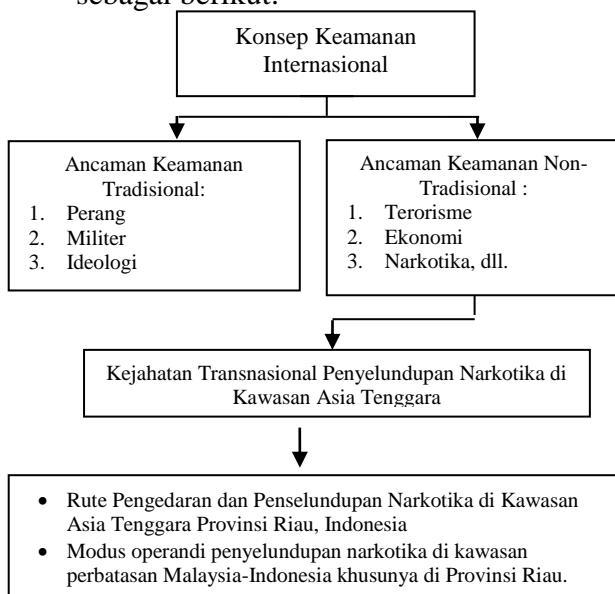 sebagai berikut:
Konsep Keamanan
Internasional
Ancaman Keamanan
Tradisional:
1. Perang
2. Militer
3. Ideologi
Ancaman Keamanan Non-
Tradisional :
1. Terorisme
2. Ekonomi
3. Narkotika, dll.
Kejahatan Transnasional Penyelundupan Narkotika di
Kawasan Asia Tenggara
• Rute Pengedaran dan Penselundupan Narkotika di Kawasan
Asia Tenggara Provinsi Riau, Indonesia
• Modus operandi penyelundupan narkotika di kawasan
perbatasan Malaysia-Indonesia khusunya di Provinsi Riau.